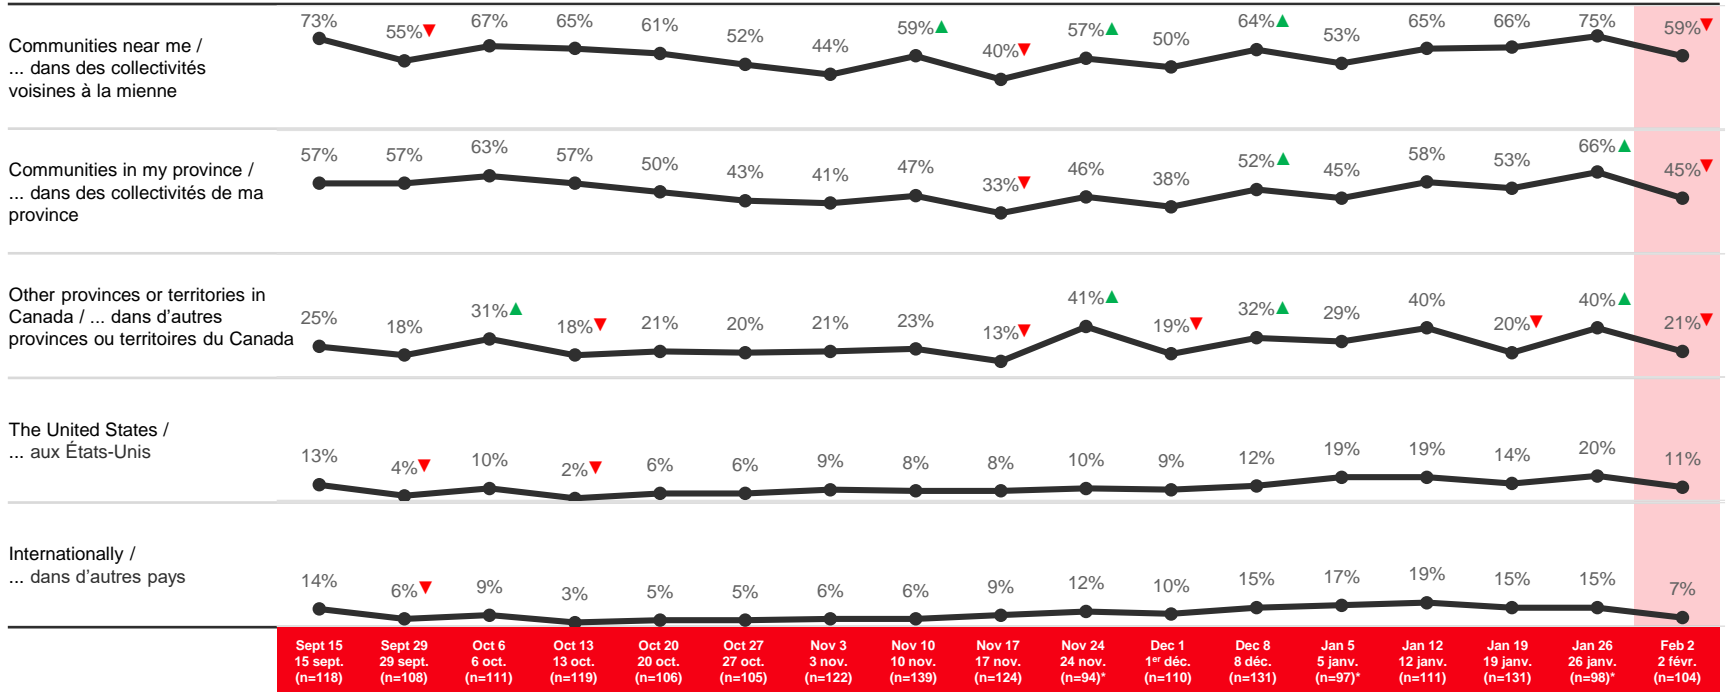 73% 55%▼ 67% 65% 61% 52% 44% 59%▲ 40%▼ 57%▲ 50% 64%▲ 53% 65% 66% 75% 59%▼
Communities near me /
... dans des collectivités
voisines à la mienne
57% 57% 63% 57% 50% 43% 41% 47% 33%▼ 46% 38% 52%▲ 45% 58% 53% 66%▲ 45%▼
Communities in my province /
... dans des collectivités de ma
province
25% 18% 31%▲ 18%▼ 21% 20% 21% 23% 13%▼ 41%▲ 19%▼ 32%▲ 29% 40% 20%▼ 40%▲ 21%▼
Other provinces or territories in
Canada / ... dans d'autres
provinces ou territoires du Canada
13% 4%▼ 10% 2%▼ 6% 6% 9% 8% 8% 10% 9% 12% 19% 19% 14% 20% 11%
The United States /
... aux États-Unis
14% 6%▼ 9% 3% 5% 5% 6% 6% 9% 12% 10% 15% 17% 19% 15% 15% 7%
Internationally /
... dans d'autres pays
Sept 15 Sept 29 Oct 6 Oct 13 Oct 20 Oct 27 Nov 3 Nov 10 Nov 17 Nov 24 Dec 1 Dec 8 Jan 5 Jan 12 Jan 19 Jan 26 Feb 2
15 sept. 29 sept. 6 oct. 13 oct. 20 oct. 27 oct. 3 nov. 10 nov. 17 nov. 24 nov. 1er déc. 8 déc. 5 janv. 12 janv. 19 janv. 26 janv. 2 févr.
(n=118) (n=108) (n=111) (n=119) (n=106) (n=105) (n=122) (n=139) (n=124) (n=94)* (n=110) (n=131) (n=97)* (n=111) (n=131) (n=98)* (n=104)